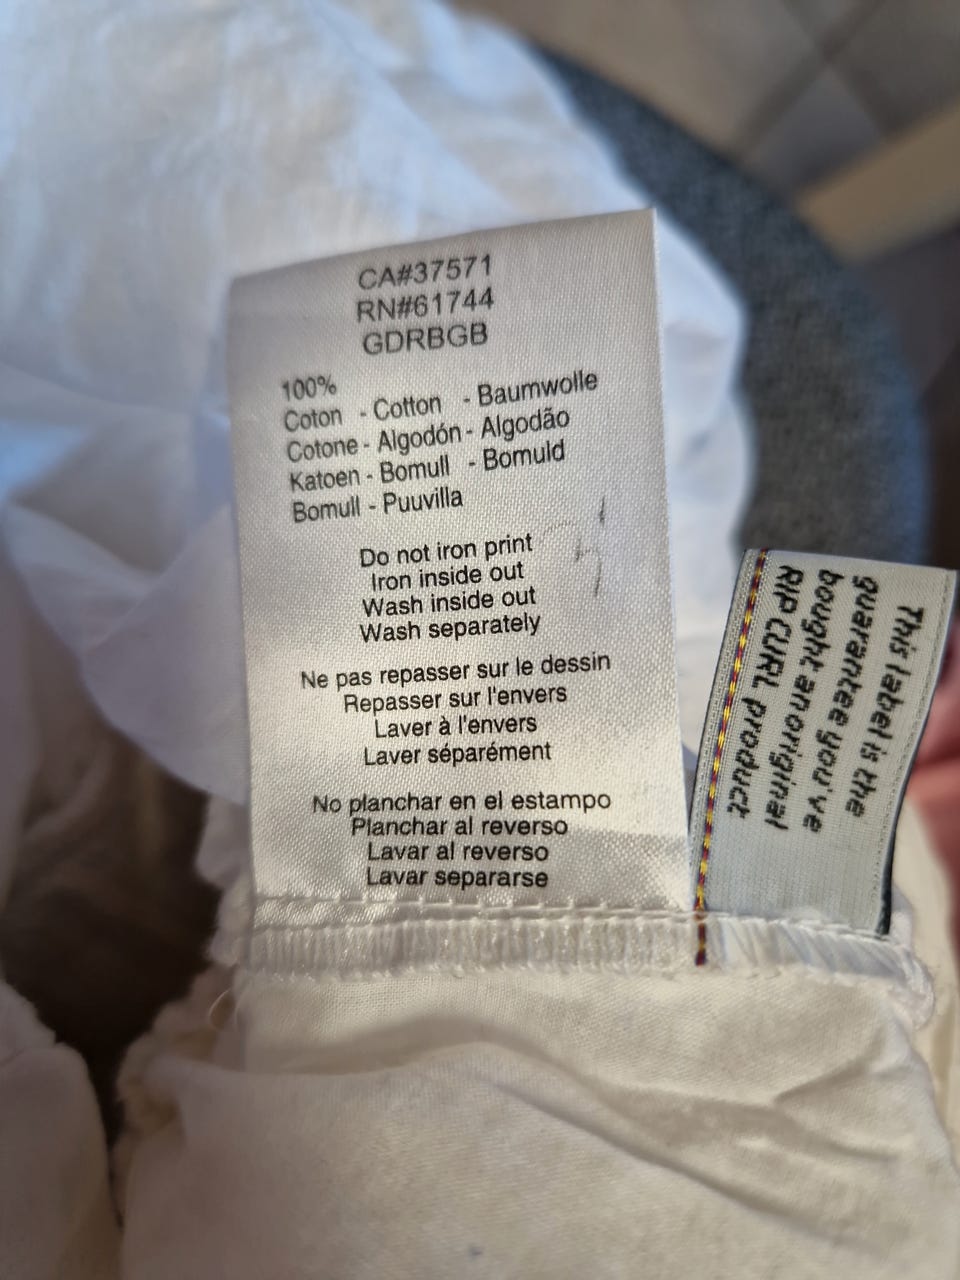 CA#37571
RN#61744
GDRBGB
100%
Coton - Cotton - Baumwolle
Cotone - Algodón - Algodão
Katoen - Bomull - Bomuld
Bomull - Puuvilla
Do not iron print
Iron inside out
Wash inside out
Wash separately
Ne pas repasser sur le dessin
Repasser sur l'envers
Laver à l'envers
Laver séparément
No planchar en el estampo
Planchar al reverso
Lavar al reverso
Lavar separarse
This label is the
guarantee you've
bought an original
RIP CURL product